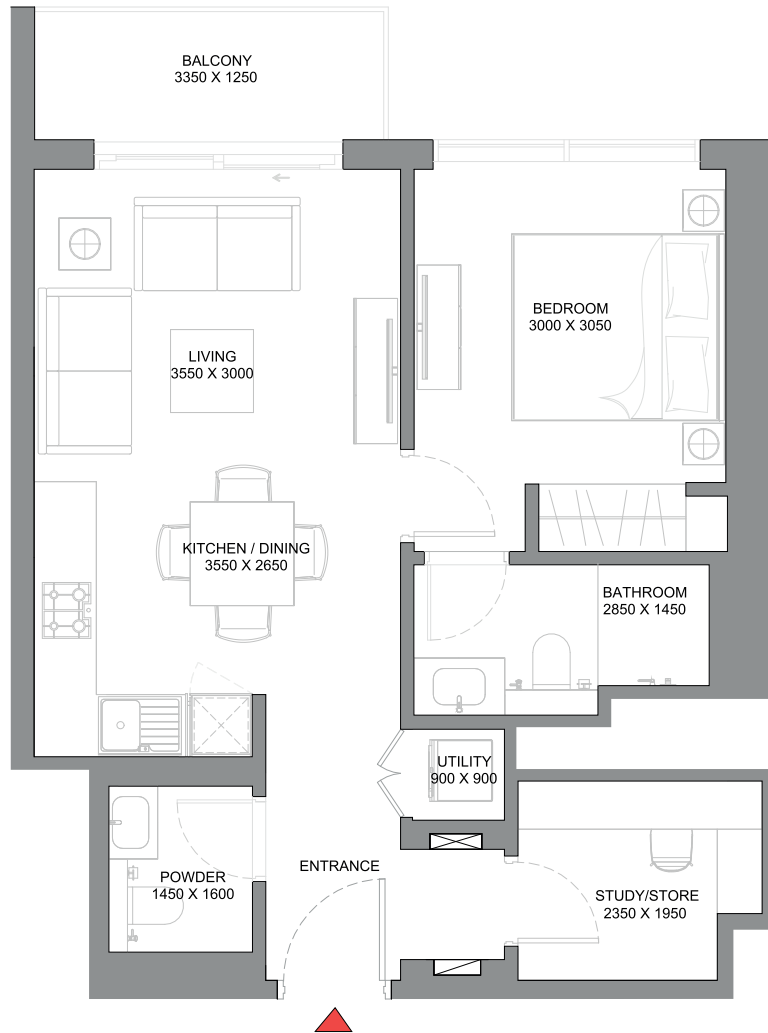 BALCONY
3350 X 1250
LIVING
3550 X 3000
BEDROOM
3000 X 3050
KITCHEN / DINING
3550 X 2650
BATHROOM
2850 X 1450
UTILITY
900 X 900
ENTRANCE
POWDER
1450 X 1600
STUDY/STORE
2350 X 1950